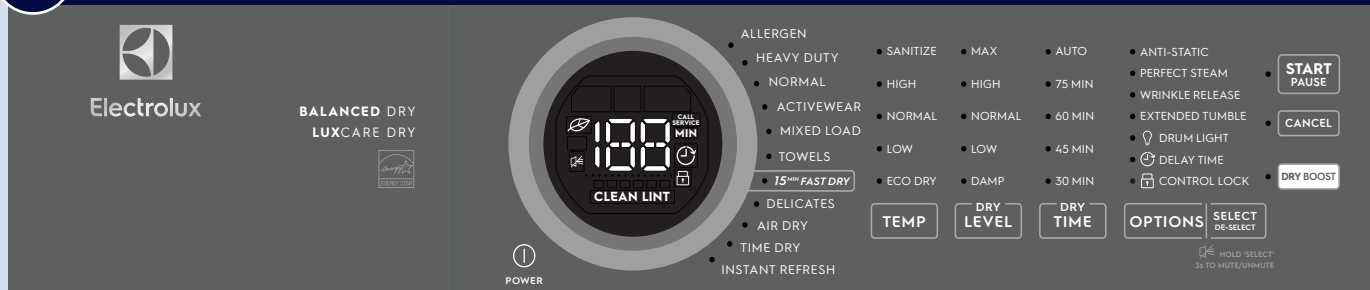 Electrolux
BALANCED DRY
LUXCARE DRY
energy
ENERGY STAR
POWER
CALL
SERVICE
188
MIN
CLEAN LINT
ALLERGEN
HEAVY DUTY
NORMAL
ACTIVEWEAR
MIXED LOAD
TOWELS
15 MIN FAST DRY
DELICATES
AIR DRY
TIME DRY
INSTANT REFRESH
SANITIZE
HIGH
NORMAL
LOW
ECO DRY
TEMP
MAX
HIGH
NORMAL
LOW
DAMP
DRY
LEVEL
AUTO
75 MIN
60 MIN
45 MIN
30 MIN
DRY
TIME
ANTI-STATIC
PERFECT STEAM
WRINKLE RELEASE
EXTENDED TUMBLE
DRUM LIGHT
DELAY TIME
CONTROL LOCK
OPTIONS
SELECT
DE-SELECT
HOLD 'SELECT'
3s TO MUTE/UNMUTE
START
PAUSE
CANCEL
DRY BOOST